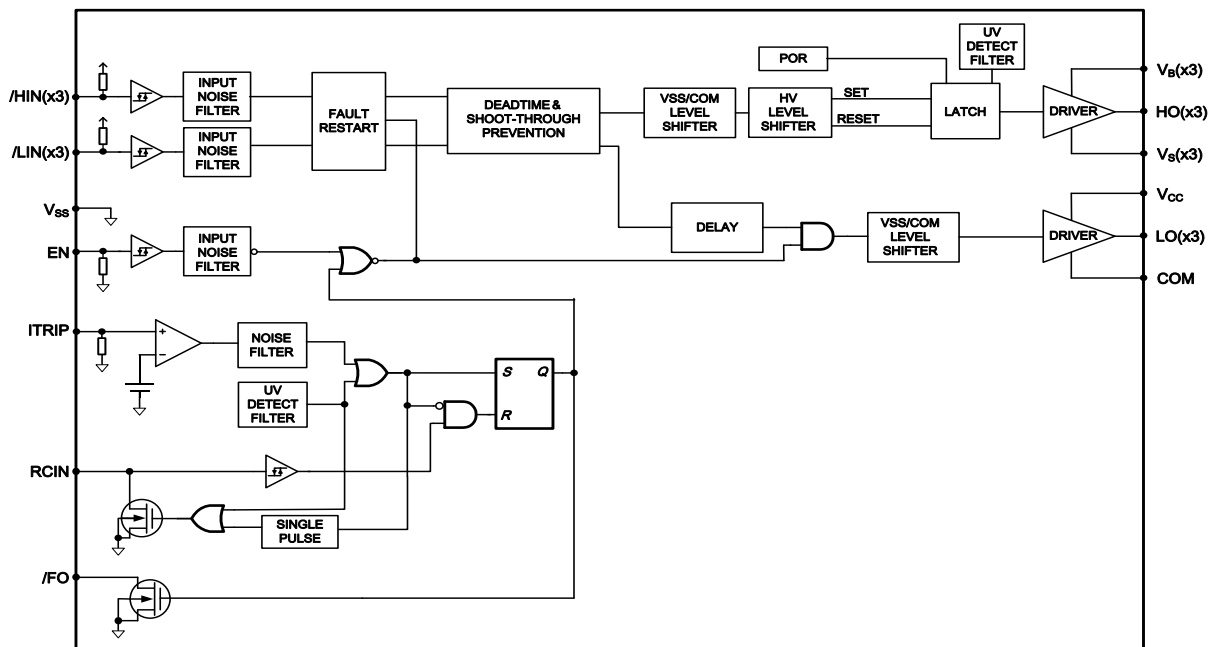 UV
DETECT
FILTER
POR
VB(x3)
/HIN(x3)
INPUT
NOISE
FILTER
FAULT
RESTART
DEADTIME &
SHOOT-THROUGH
PREVENTION
VSS/COM
LEVEL
SHIFTER
HV
LEVEL
SHIFTER
SET
RESET
LATCH
DRIVER
HO(x3)
/LIN(x3)
INPUT
NOISE
FILTER
VS(x3)
VSS
VCC
EN
INPUT
NOISE
FILTER
DELAY
VSS/COM
LEVEL
SHIFTER
DRIVER
LO(x3)
COM
ITRIP
+
−
NOISE
FILTER
UV
DETECT
FILTER
S Q
R
RCIN
SINGLE
PULSE
/FO